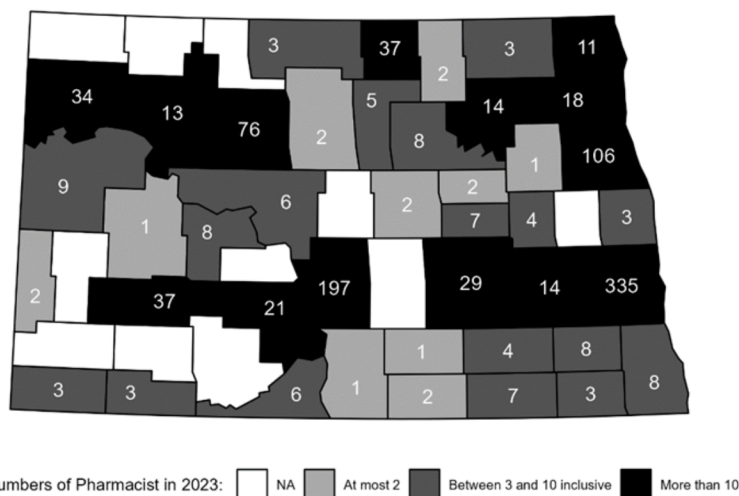 3 37 3 11
2
34 13 76 2 5 8 14 18
1 106
9 1 6 2 2
8 7 4 3
2 37 21 197 29 14 335
1 4 8
3 3 6 1 2 7 3 8
umbers of Pharmacist in 2023: NA At most 2 Between 3 and 10 inclusive More than 10